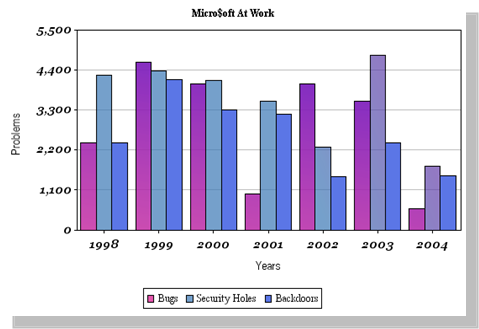 Micro$oft At Work
5,500
4,400
3,300
2,200
1,100
0
Problems
1998 1999 2000 2001 2002 2003 2004
Years
Bugs Security Holes Backdoors